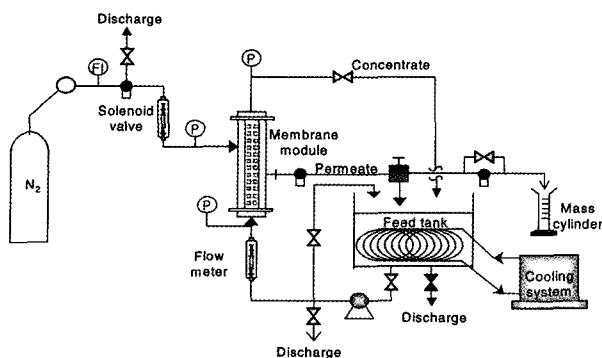 Discharge
FI
P
Concentrate
Solenoid
valve
P
Membrane
module
Permeate
N2
P
Feed tank
Mass
cylinder
Flow
meter
Cooling
system
Discharge
Discharge